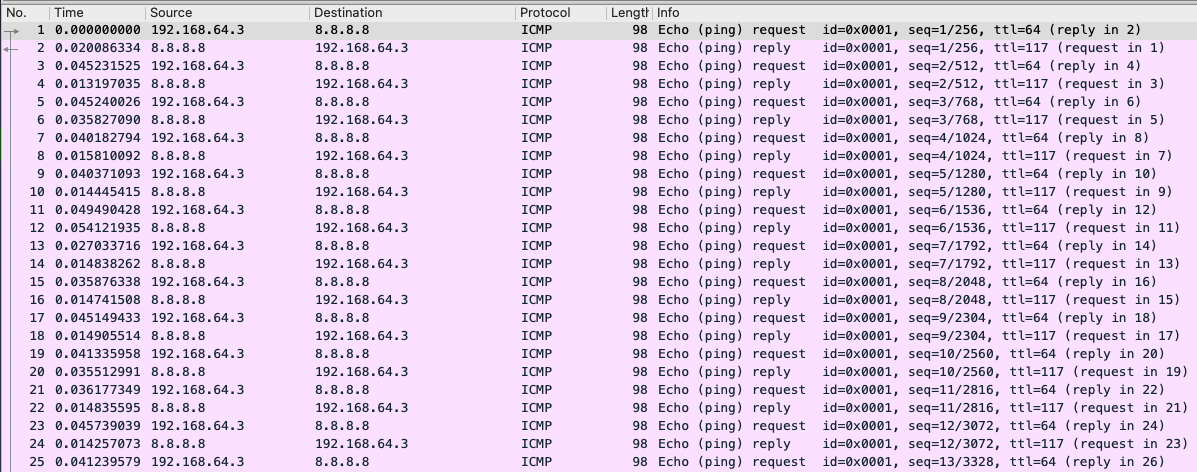 No. Time Source Destination Protocol Length Info
1 0.000000000 192.168.64.3 8.8.8.8 ICMP 98 Echo (ping) request id=0x0001, seq=1/256, ttl=64 (reply in 2)
2 0.020086334 8.8.8.8 192.168.64.3 ICMP 98 Echo (ping) reply id=0x0001, seq=1/256, ttl=117 (request in 1)
3 0.045231525 192.168.64.3 8.8.8.8 ICMP 98 Echo (ping) request id=0x0001, seq=2/512, ttl=64 (reply in 4)
4 0.013197035 8.8.8.8 192.168.64.3 ICMP 98 Echo (ping) reply id=0x0001, seq=2/512, ttl=117 (request in 3)
5 0.045240026 192.168.64.3 8.8.8.8 ICMP 98 Echo (ping) request id=0x0001, seq=3/768, ttl=64 (reply in 6)
6 0.035827090 8.8.8.8 192.168.64.3 ICMP 98 Echo (ping) reply id=0x0001, seq=3/768, ttl=117 (request in 5)
7 0.040182794 192.168.64.3 8.8.8.8 ICMP 98 Echo (ping) request id=0x0001, seq=4/1024, ttl=64 (reply in 8)
8 0.015810092 8.8.8.8 192.168.64.3 ICMP 98 Echo (ping) reply id=0x0001, seq=4/1024, ttl=117 (request in 7)
9 0.040371093 192.168.64.3 8.8.8.8 ICMP 98 Echo (ping) request id=0x0001, seq=5/1280, ttl=64 (reply in 10)
10 0.014445415 8.8.8.8 192.168.64.3 ICMP 98 Echo (ping) reply id=0x0001, seq=5/1280, ttl=117 (request in 9)
11 0.049490428 192.168.64.3 8.8.8.8 ICMP 98 Echo (ping) request id=0x0001, seq=6/1536, ttl=64 (reply in 12)
12 0.054121935 8.8.8.8 192.168.64.3 ICMP 98 Echo (ping) reply id=0x0001, seq=6/1536, ttl=117 (request in 11)
13 0.027033716 192.168.64.3 8.8.8.8 ICMP 98 Echo (ping) request id=0x0001, seq=7/1792, ttl=64 (reply in 14)
14 0.014838262 8.8.8.8 192.168.64.3 ICMP 98 Echo (ping) reply id=0x0001, seq=7/1792, ttl=117 (request in 13)
15 0.035876338 192.168.64.3 8.8.8.8 ICMP 98 Echo (ping) request id=0x0001, seq=8/2048, ttl=64 (reply in 16)
16 0.014741508 8.8.8.8 192.168.64.3 ICMP 98 Echo (ping) reply id=0x0001, seq=8/2048, ttl=117 (request in 15)
17 0.045149433 192.168.64.3 8.8.8.8 ICMP 98 Echo (ping) request id=0x0001, seq=9/2304, ttl=64 (reply in 18)
18 0.014905514 8.8.8.8 192.168.64.3 ICMP 98 Echo (ping) reply id=0x0001, seq=9/2304, ttl=117 (request in 17)
19 0.041335958 192.168.64.3 8.8.8.8 ICMP 98 Echo (ping) request id=0x0001, seq=10/2560, ttl=64 (reply in 20)
20 0.035512991 8.8.8.8 192.168.64.3 ICMP 98 Echo (ping) reply id=0x0001, seq=10/2560, ttl=117 (request in 19)
21 0.036177349 192.168.64.3 8.8.8.8 ICMP 98 Echo (ping) request id=0x0001, seq=11/2816, ttl=64 (reply in 22)
22 0.014835595 8.8.8.8 192.168.64.3 ICMP 98 Echo (ping) reply id=0x0001, seq=11/2816, ttl=117 (request in 21)
23 0.045739039 192.168.64.3 8.8.8.8 ICMP 98 Echo (ping) request id=0x0001, seq=12/3072, ttl=64 (reply in 24)
24 0.014257073 8.8.8.8 192.168.64.3 ICMP 98 Echo (ping) reply id=0x0001, seq=12/3072, ttl=117 (request in 23)
25 0.041239579 192.168.64.3 8.8.8.8 ICMP 98 Echo (ping) request id=0x0001, seq=13/3328, ttl=64 (reply in 26)